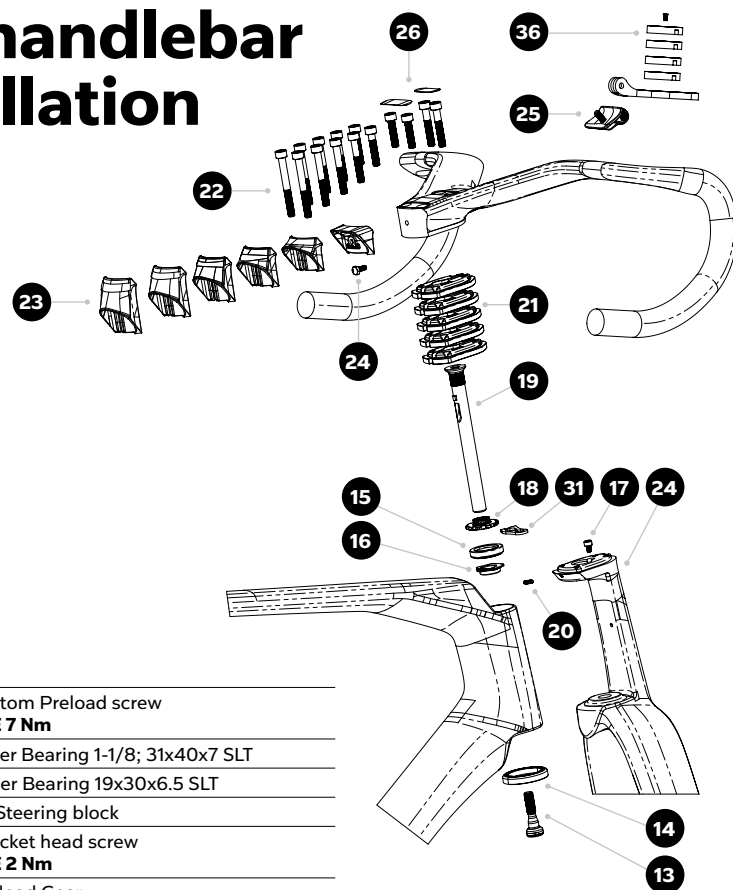 handlebar
llation
26
36
25
22
23
24
21
19
18
31
17
24
15
16
20
14
13
tom Preload screw
7 Nm
er Bearing 1-1/8; 31x40x7 SLT
er Bearing 19x30x6.5 SLT
Steering block
cket head screw
2 Nm